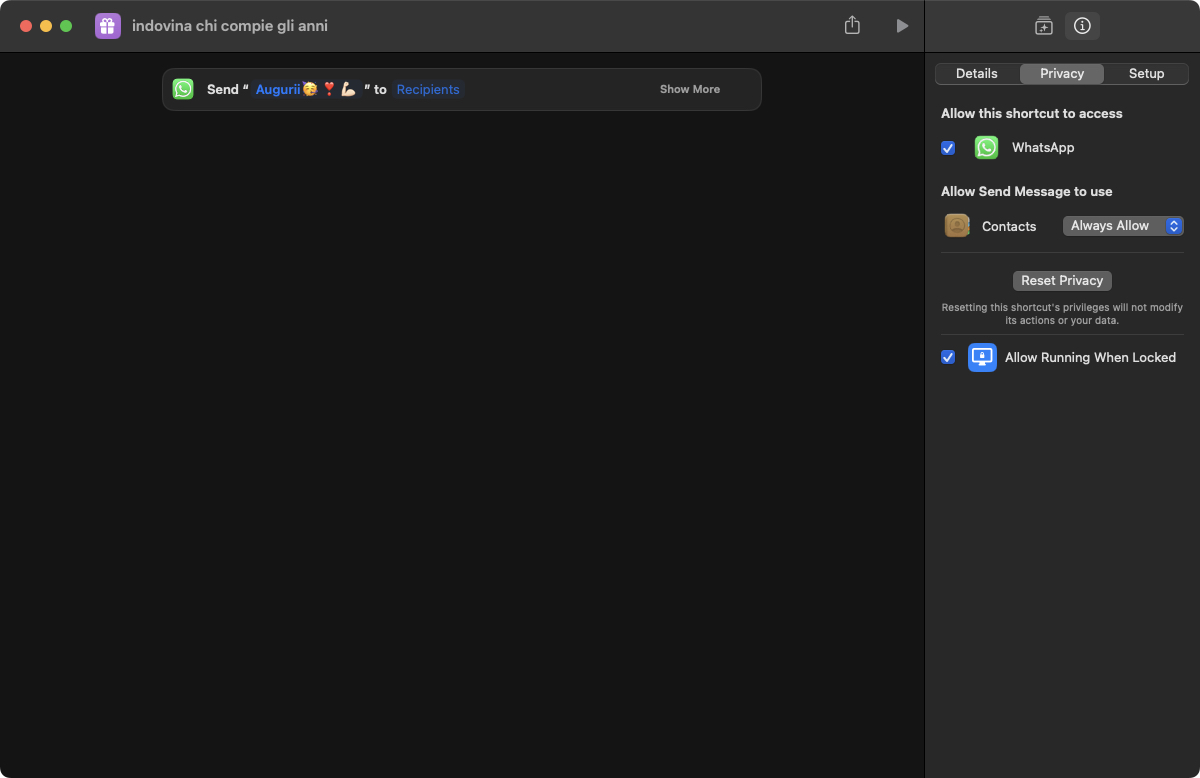 indovina chi compie gli anni
Send “ Augurii🥳❣️💪🏻 ” to Recipients Show More
Details Privacy Setup
Allow this shortcut to access
WhatsApp
Allow Send Message to use
Contacts Always Allow
Reset Privacy
Resetting this shortcut's privileges will not modify
its actions or your data.
Allow Running When Locked